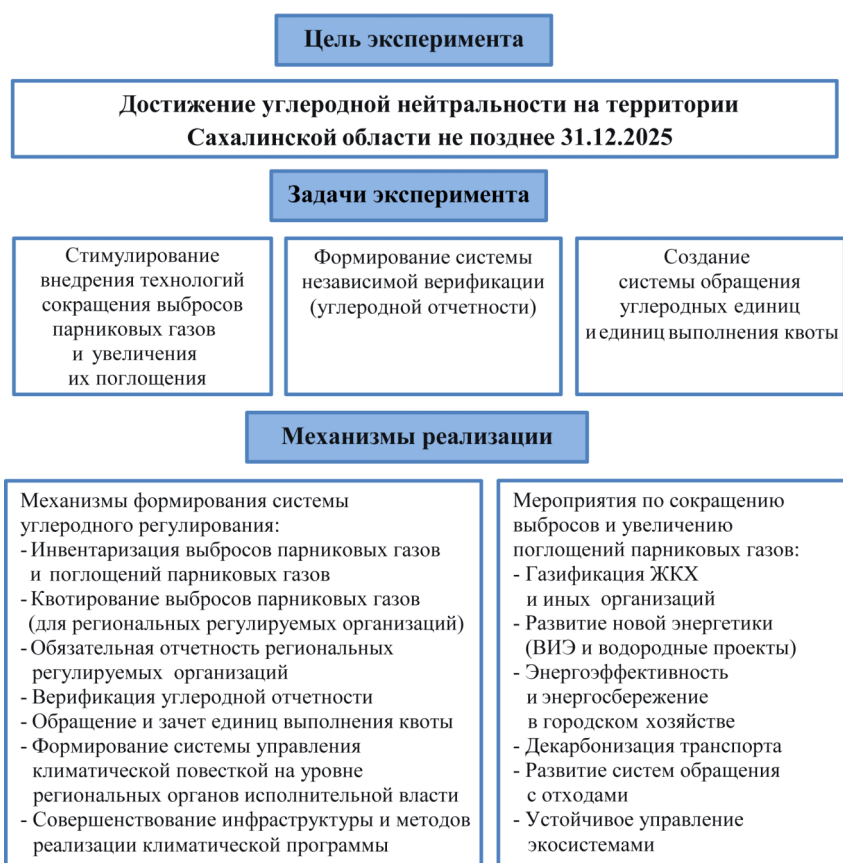 Цель эксперимента
Достижение углеродной нейтральности на территории
Сахалинской области не позднее 31.12.2025
Задачи эксперимента
Стимулирование
внедрения технологий
сокращения выбросов
парниковых газов
и увеличения
их поглощения
Формирование системы
независимой верификации
(углеродной отчетности)
Создание
системы обращения
углеродных единиц
и единиц выполнения квоты
Механизмы реализации
Механизмы формирования системы
углеродного регулирования:
- Инвентаризация выбросов парниковых газов
и поглощений парниковых газов
- Квотирование выбросов парниковых газов
(для региональных регулируемых организаций)
- Обязательная отчетность региональных
регулируемых организаций
- Верификация углеродной отчетности
- Обращение и зачет единиц выполнения квоты
- Формирование системы управления
климатической повесткой на уровне
региональных органов исполнительной власти
- Совершенствование инфраструктуры и методов
реализации климатической программы
Мероприятия по сокращению
выбросов и увеличению
поглощений парниковых газов:
- Газификация ЖКХ
и иных организаций
- Развитие новой энергетики
(ВИЭ и водородные проекты)
- Энергоэффективность
и энергосбережение
в городском хозяйстве
- Декарбонизация транспорта
- Развитие систем обращения
с отходами
- Устойчивое управление
экосистемами